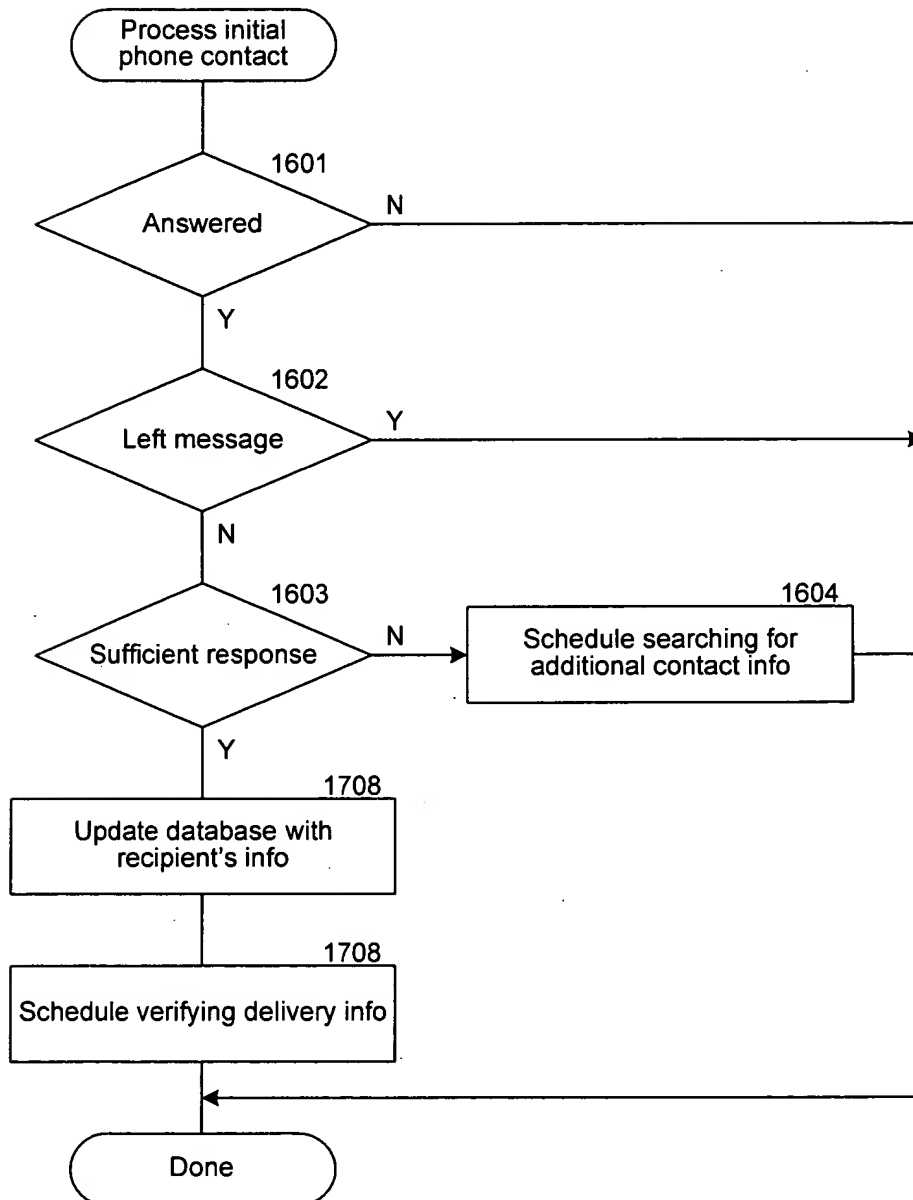 Process initial
phone contact
1601
Answered
N
Y
1602
Left message
Y
N
1603
Sufficient response
N
1604
Schedule searching for
additional contact info
Y
1708
Update database with
recipient's info
1708
Schedule verifying delivery info
Done